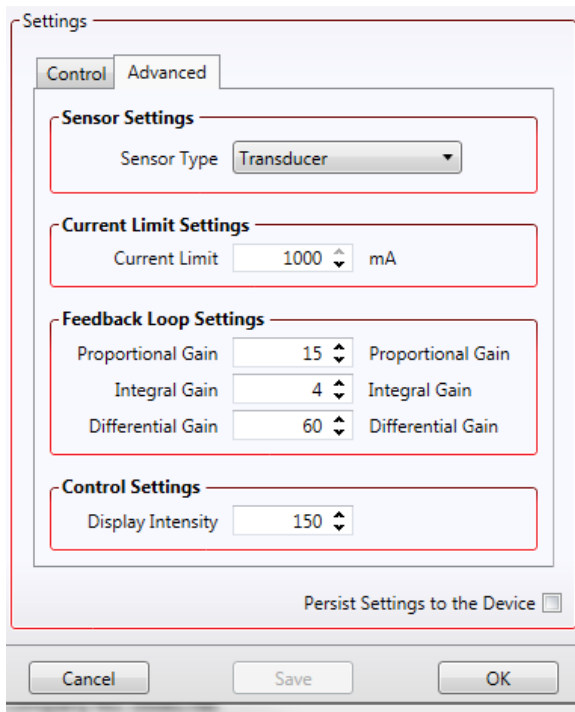 Settings
Control Advanced
Sensor Settings
Sensor Type Transducer
Current Limit Settings
Current Limit 1000 mA
Feedback Loop Settings
Proportional Gain 15 Proportional Gain
Integral Gain 4 Integral Gain
Differential Gain 60 Differential Gain
Control Settings
Display Intensity 150
Persist Settings to the Device
Cancel Save OK